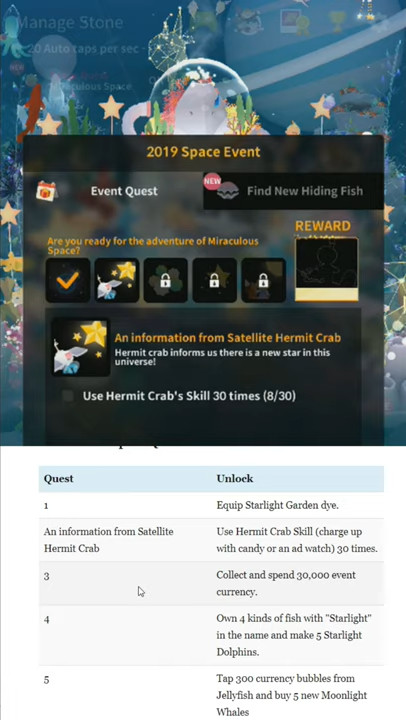 Manage Stone
20 Auto taps per sec
Miraculous Space
2019 Space Event
Event Quest
NEW
Find New Hiding Fish
REWARD
Are you ready for the adventure of Miraculous
Space?
An information from Satellite Hermit Crab
Hermit crab informs us there is a new star in this
universe!
Use Hermit Crab's Skill 30 times (8/30)
Quest
Unlock
1
Equip Starlight Garden dye.
An information from Satellite
Hermit Crab
Use Hermit Crab Skill (charge up
with candy or an ad watch) 30 times.
3
Collect and spend 30,000 event
currency.
4
Own 4 kinds of fish with "Starlight"
in the name and make 5 Starlight
Dolphins.
5
Tap 300 currency bubbles from
Jellyfish and buy 5 new Moonlight
Whales